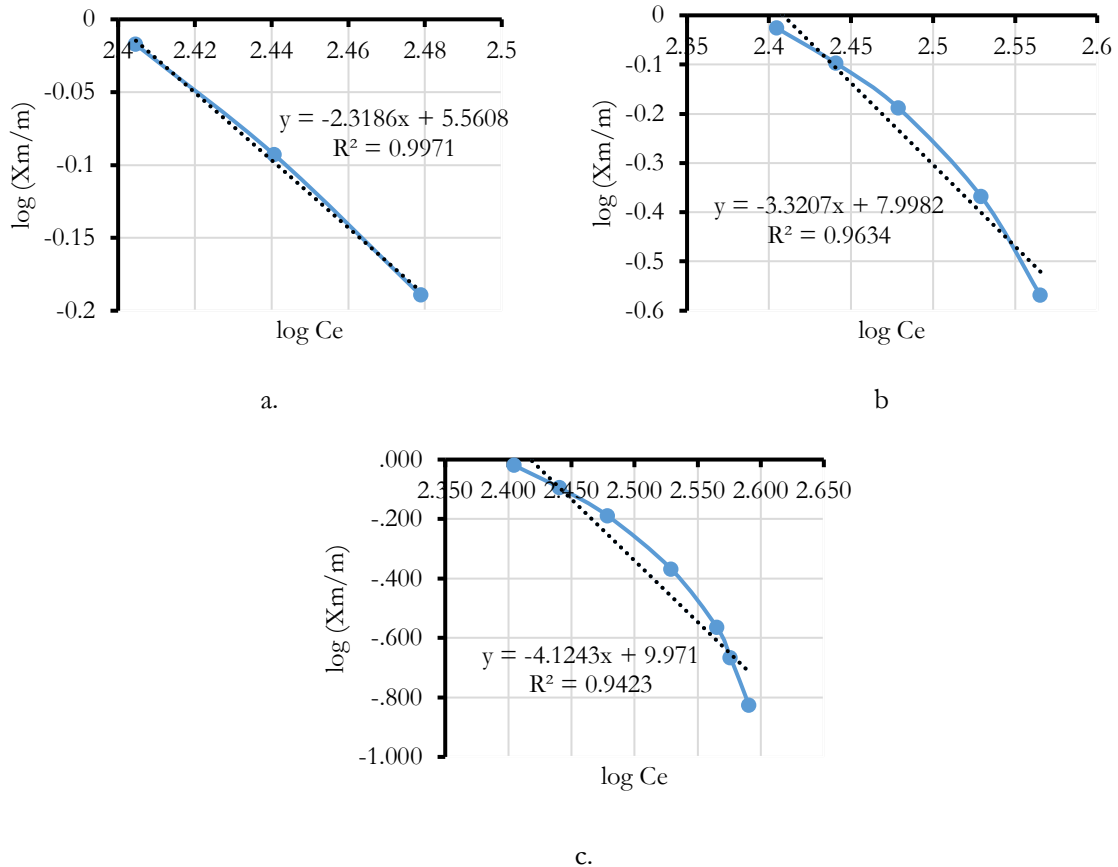 0
-0.05
-0.1
-0.15
-0.2
2.4 2.42 2.44 2.46 2.48 2.5
log (Xm/m)
y = -2.3186x + 5.5608
R² = 0.9971
log Ce
a.
0
-0.1
-0.2
-0.3
-0.4
-0.5
-0.6
2.35 2.4 2.45 2.5 2.55 2.6
log (Xm/m)
y = -3.3207x + 7.9982
R² = 0.9634
log Ce
b
.000
-.200
-.400
-.600
-.800
-1.000
2.350 2.400 2.450 2.500 2.550 2.600 2.650
log (Xm/m)
y = -4.1243x + 9.971
R² = 0.9423
log Ce
c.